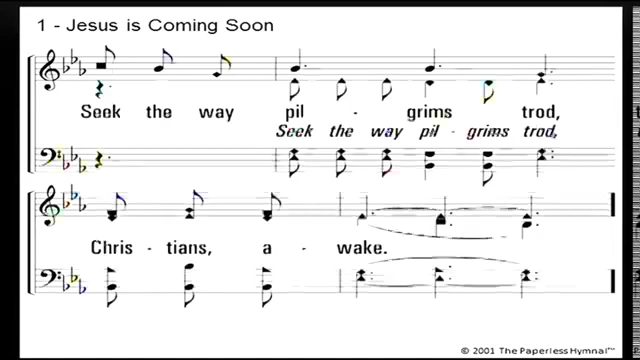 1 - Jesus is Coming Soon
Seek the way pil - grims trod,
Seek the way pil - grims trod,
Chris - tians, a - wake.
© 2001 The Paperless Hymnal™